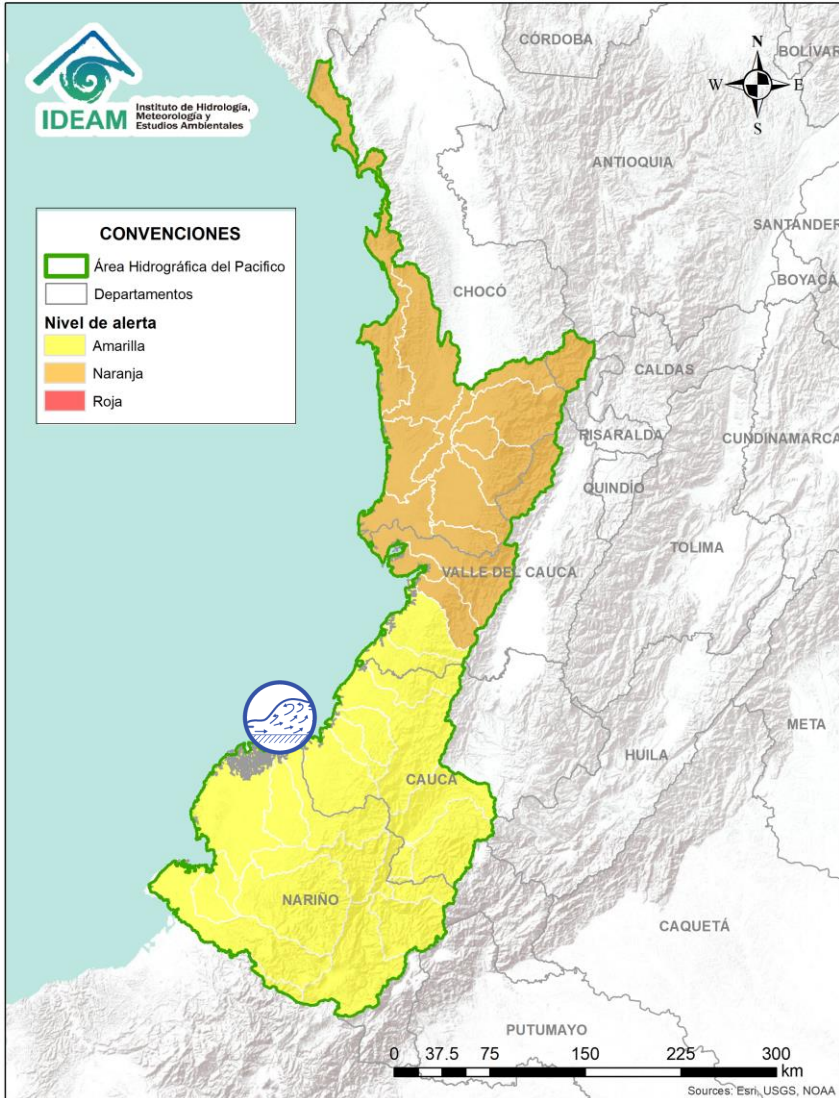 IDEAM
Instituto de Hidrología,
Meteorología y
Estudios Ambientales
N
W
E
S
CÓRDOBA
BOLÍVAR
ANTIOQUIA
SANTANDER
BOYACÁ
CHOCÓ
CALDAS
RISARALDA
CUNDINAMARCA
QUINDÍO
TOLIMA
VALLE DEL CAUCA
META
HUILA
CAUCA
NARIÑO
CAQUETÁ
PUTUMAYO
CONVENCIONES
Área Hidrográfica del Pacifico
Departamentos
Nivel de alerta
Amarilla
Naranja
Roja
0 37.5 75 150 225 300
km
Sources: Esri, USGS, NOAA